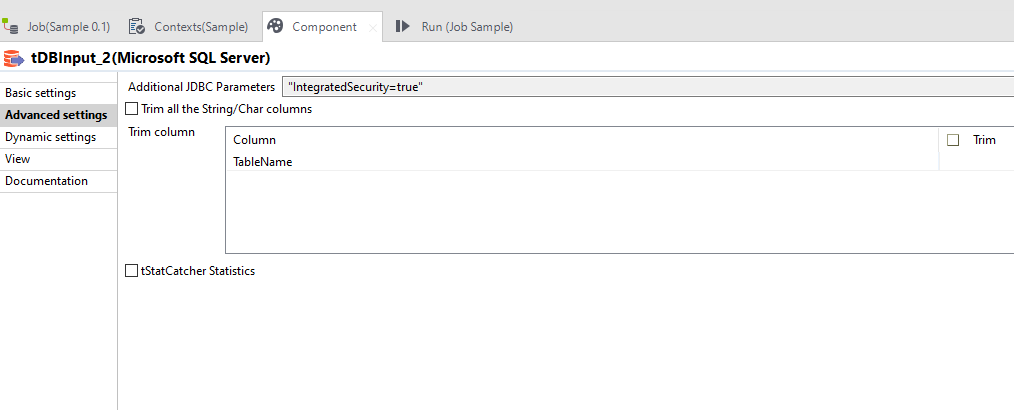 Job(Sample 0.1) Contexts(Sample) Component Run (Job Sample)
tDBInput_2(Microsoft SQL Server)
Basic settings
Advanced settings
Dynamic settings
View
Documentation
Additional JDBC Parameters "IntegratedSecurity=true"
Trim all the String/Char columns
Trim column
Column Trim
TableName
tStatCatcher Statistics